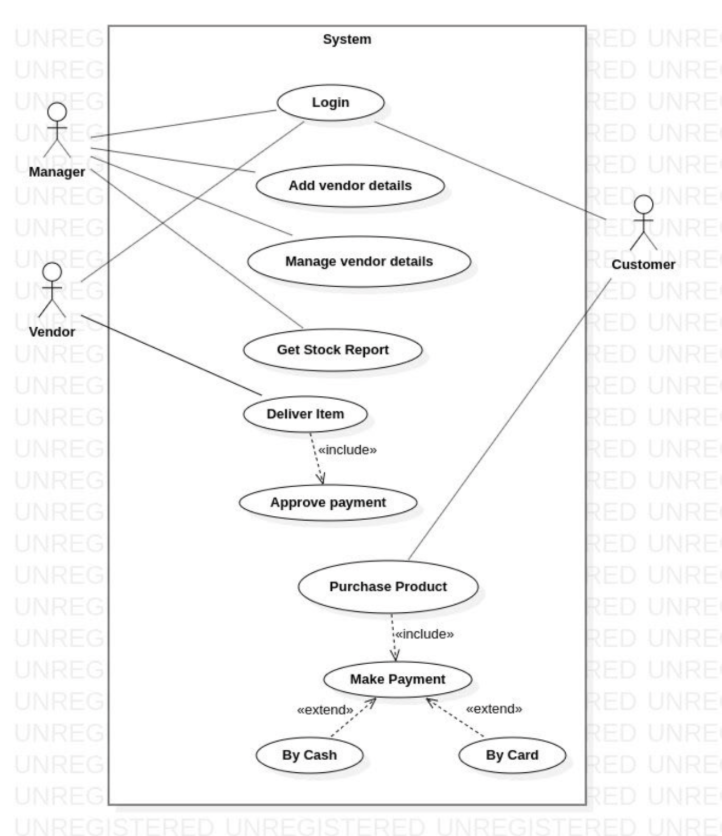 System
Login
Manager
Add vendor details
Customer
Manage vendor details
Vendor
Get Stock Report
Deliver Item
«include»
Approve payment
Purchase Product
«include»
Make Payment
«extend»
«extend»
By Cash
By Card
UNREGISTERED UNREGISTERED UNREGISTERED UNRE